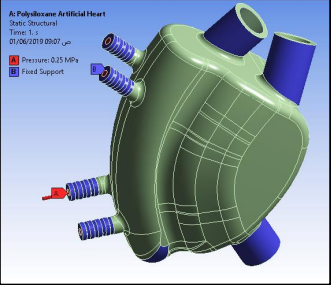 A: Polysiloxane Artificial Heart
Static Structural
Time: 1. s
01/06/2019 09:07 ص
A Pressure: 0.25 MPa
B Fixed Support
B
A